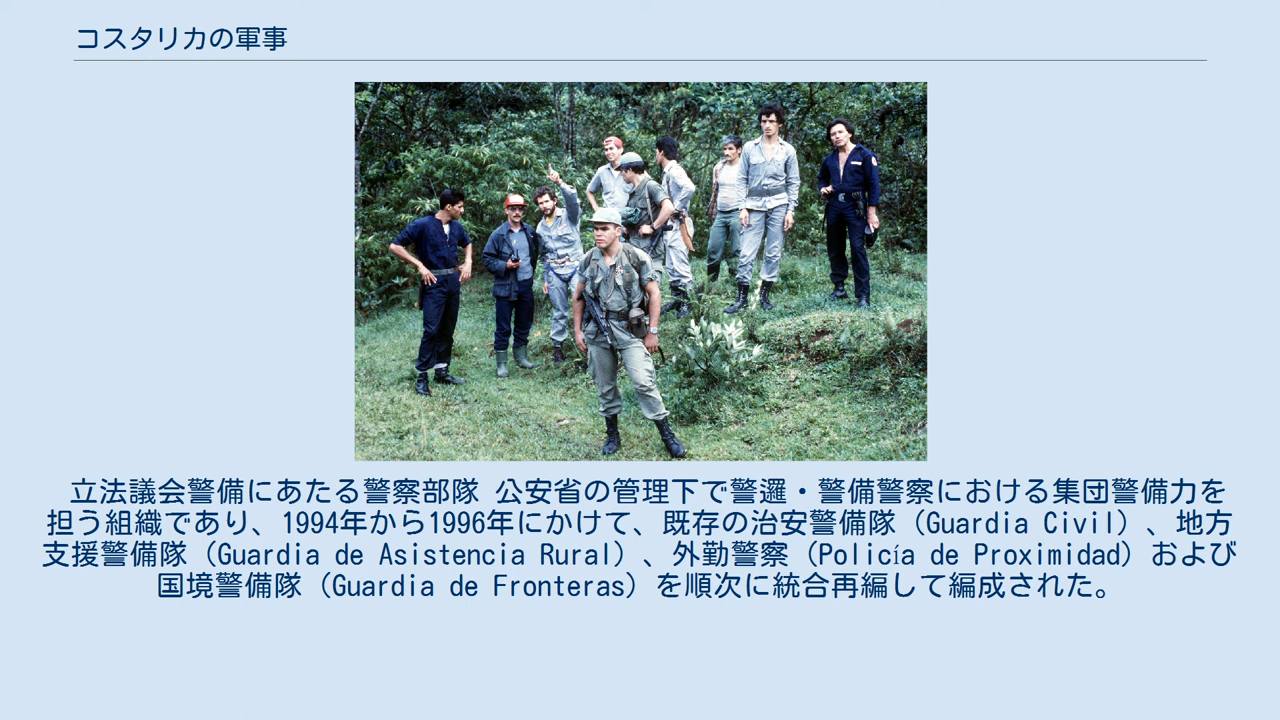 コスタリカの軍事
立法議会警備にあたる警察部隊 公安省の管理下で警邏・警備警察における集団警備力を
担う組織であり、1994年から1996年にかけて、既存の治安警備隊（Guardia Civil）、地方
支援警備隊（Guardia de Asistencia Rural）、外勤警察（Policía de Proximidad）および
国境警備隊（Guardia de Fronteras）を順次に統合再編して編成された。